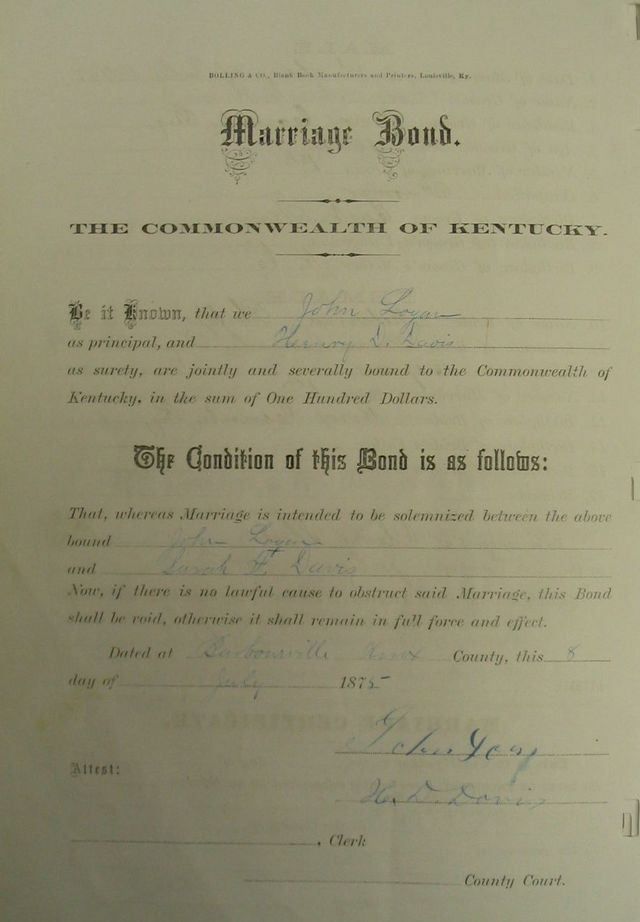 BOLLING & CO., Blank Book Manufacturers and Printers, Louisville, Ky.
Marriage Bond.
THE COMMONWEALTH OF KENTUCKY.
Be it Known, that we John Logan
as principal, and Henry D. Davis
as surety, are jointly and severally bound to the Commonwealth of
Kentucky, in the sum of One Hundred Dollars.
The Condition of this Bond is as follows:
That, whereas Marriage is intended to be solemnized between the above
bound John Logan
and Sarah F Davis
Now, if there is no lawful cause to obstruct said Marriage, this Bond
shall be void, otherwise it shall remain in full force and effect.
Dated at Barbourville Knox County, this 8
day of July 1875
John
Attest:
H. D. Davis
, Clerk
County Court.